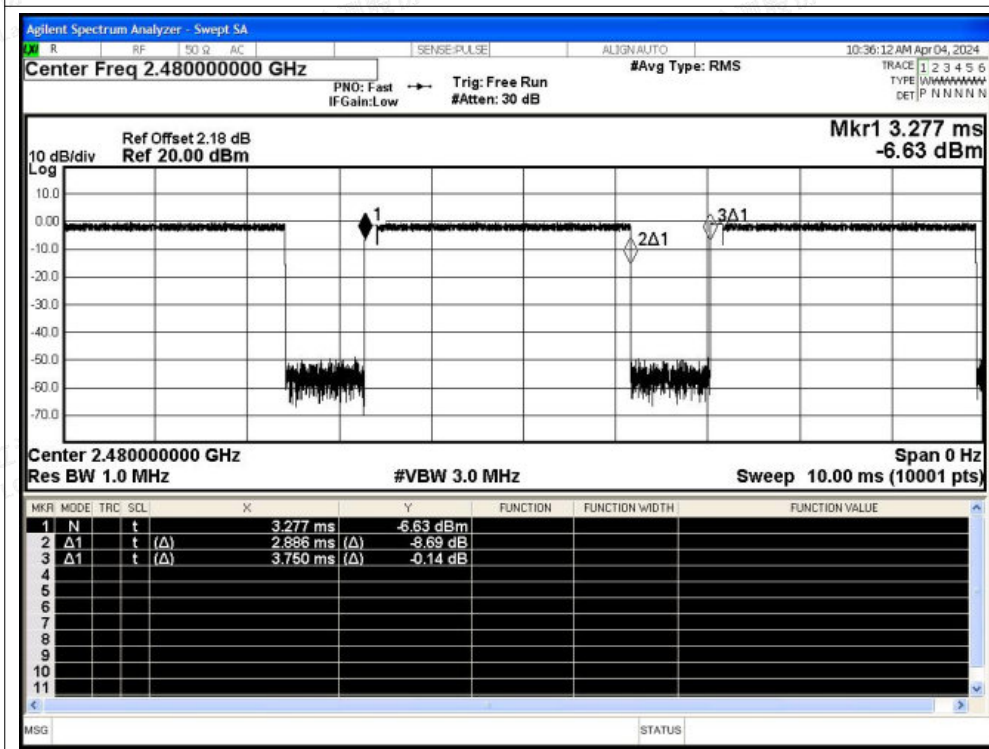 Agilent Spectrum Analyzer - Swept SA
LXI R RF 50 Ω AC SENSE:PULSE ALIGN AUTO 10:36:12 AM Apr 04, 2024
Center Freq 2.480000000 GHz #Avg Type: RMS TRACE 1 2 3 4 5 6
PNO: Fast Trig: Free Run TYPE WWWWWW
IFGain:Low #Atten: 30 dB DET P N N N N N
Mkr1 3.277 ms
Ref Offset 2.18 dB -6.63 dBm
10 dB/div Ref 20.00 dBm
Log
10.0
1 3Δ1
0.00
2Δ1
-10.0
-20.0
-30.0
-40.0
-50.0
-60.0
-70.0
Center 2.480000000 GHz Span 0 Hz
Res BW 1.0 MHz #VBW 3.0 MHz Sweep 10.00 ms (10001 pts)
MKR MODE TRC SCL X Y FUNCTION FUNCTION WIDTH FUNCTION VALUE
1 N t 3.277 ms -6.63 dBm
2 Δ1 t (Δ) 2.886 ms (Δ) -8.69 dB
3 Δ1 t (Δ) 3.750 ms (Δ) -0.14 dB
4
5
6
7
8
9
10
11
MSG STATUS